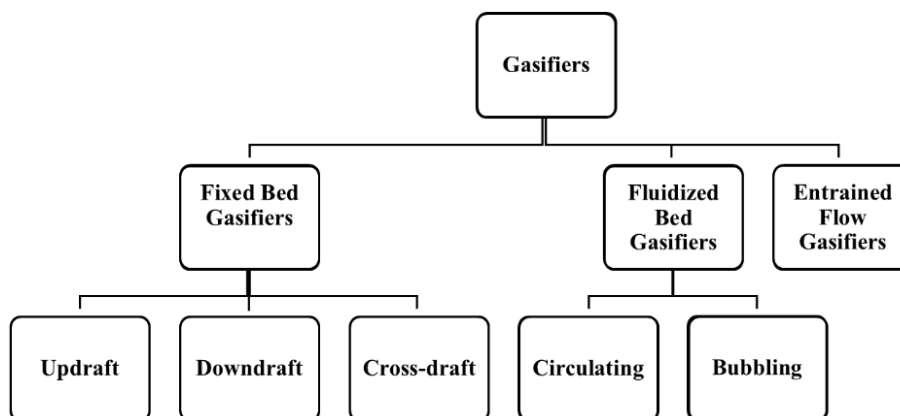 Gasifiers
Fixed Bed
Gasifiers
Fluidized
Bed
Gasifiers
Entrained
Flow
Gasifiers
Updraft
Downdraft
Cross-draft
Circulating
Bubbling